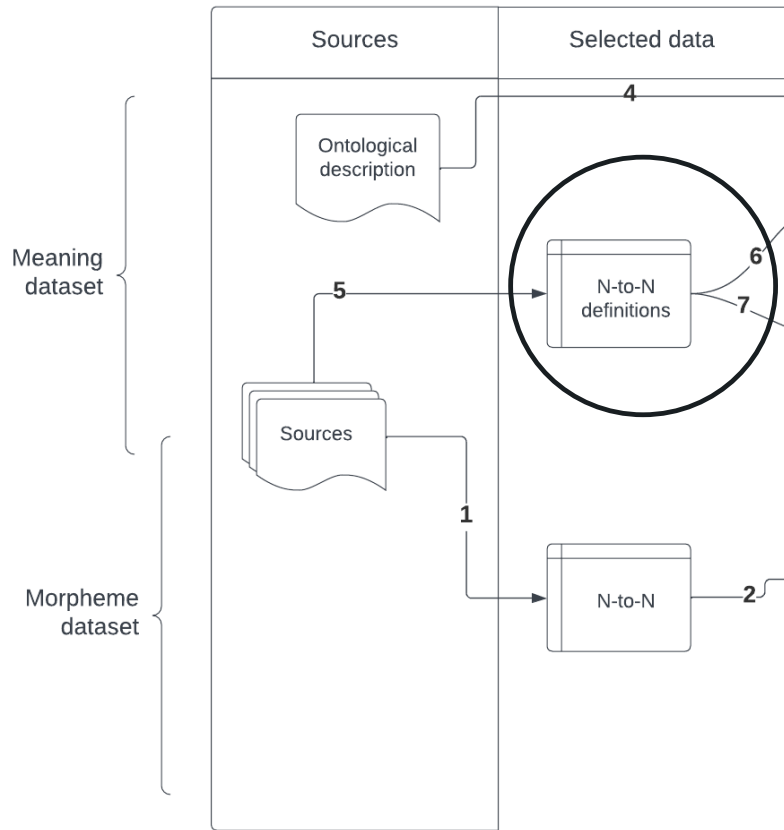 Sources
Selected data
4
Ontological
description
Meaning
dataset
6
N-to-N
definitions
5
7
Sources
1
Morpheme
dataset
N-to-N
2